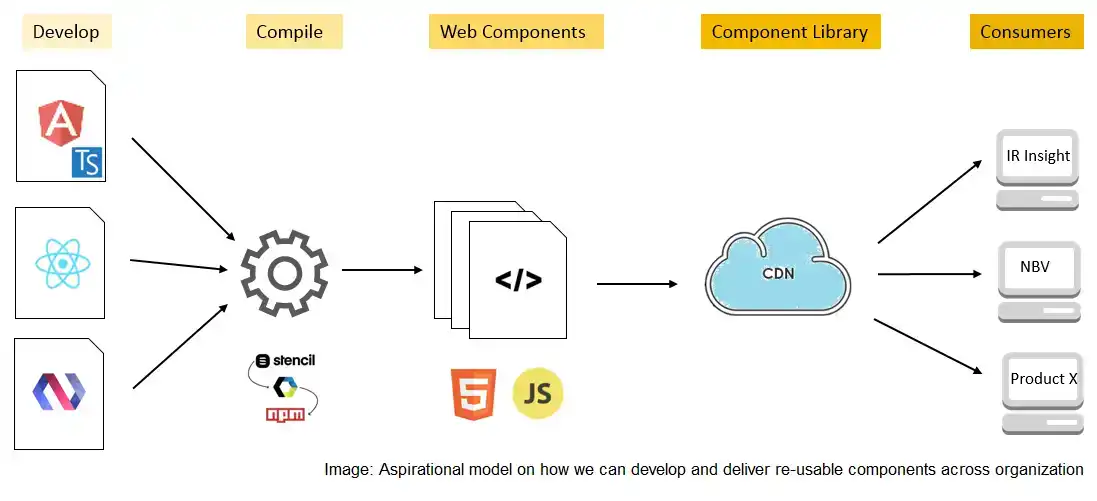 Develop
Compile
Web Components
Component Library
Consumers
A
TS
IR Insight
</>
CDN
NBV
stencil
npm
5
JS
Product X
Image: Aspirational model on how we can develop and deliver re-usable components across organization